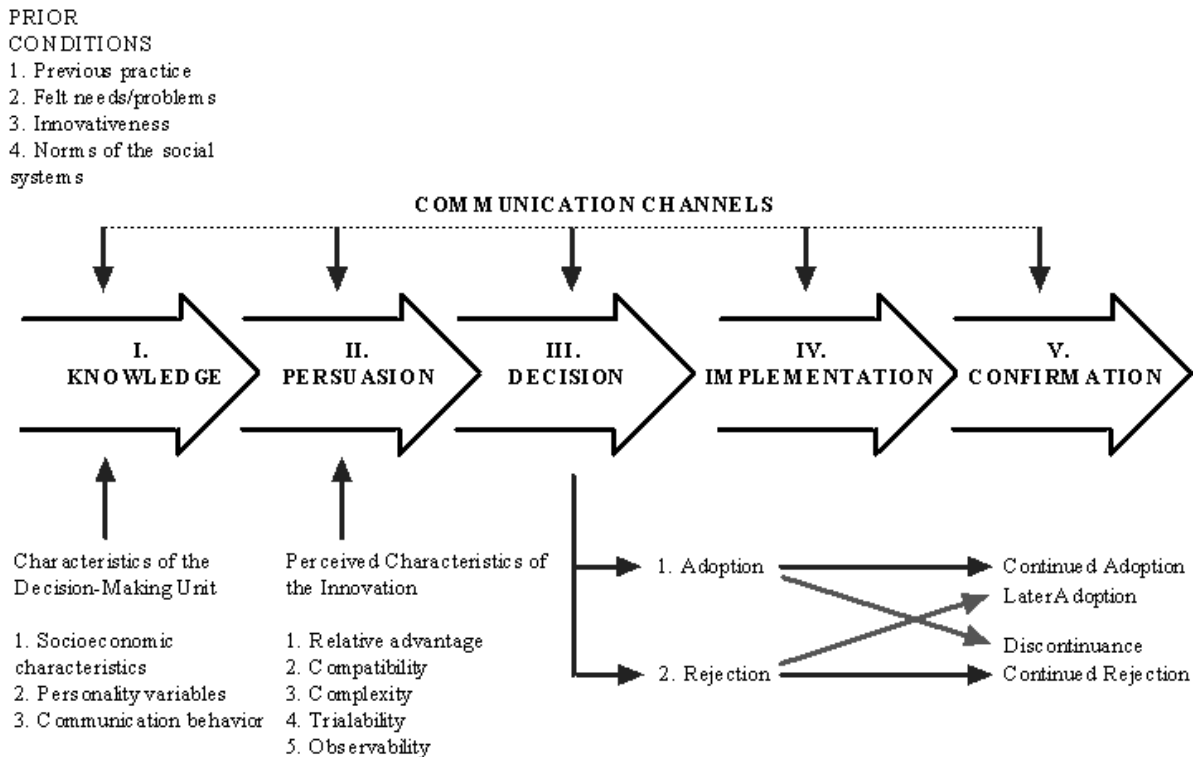 PRIOR
CONDITIONS
1. Previous practice
2. Felt needs/problems
3. Innovativeness
4. Norms of the social
systems
COMMUNICATION CHANNELS
I.
KNOWLEDGE
II.
PERSUASION
III.
DECISION
IV.
IMPLEMENTATION
V.
CONFIRMATION
Characteristics of the
Decision-Making Unit
1. Socioeconomic
characteristics
2. Personality variables
3. Communication behavior
Perceived Characteristics of
the Innovation
1. Relative advantage
2. Compatibility
3. Complexity
4. Trialability
5. Observability
1. Adoption
2. Rejection
Continued Adoption
Later Adoption
Discontinuance
Continued Rejection